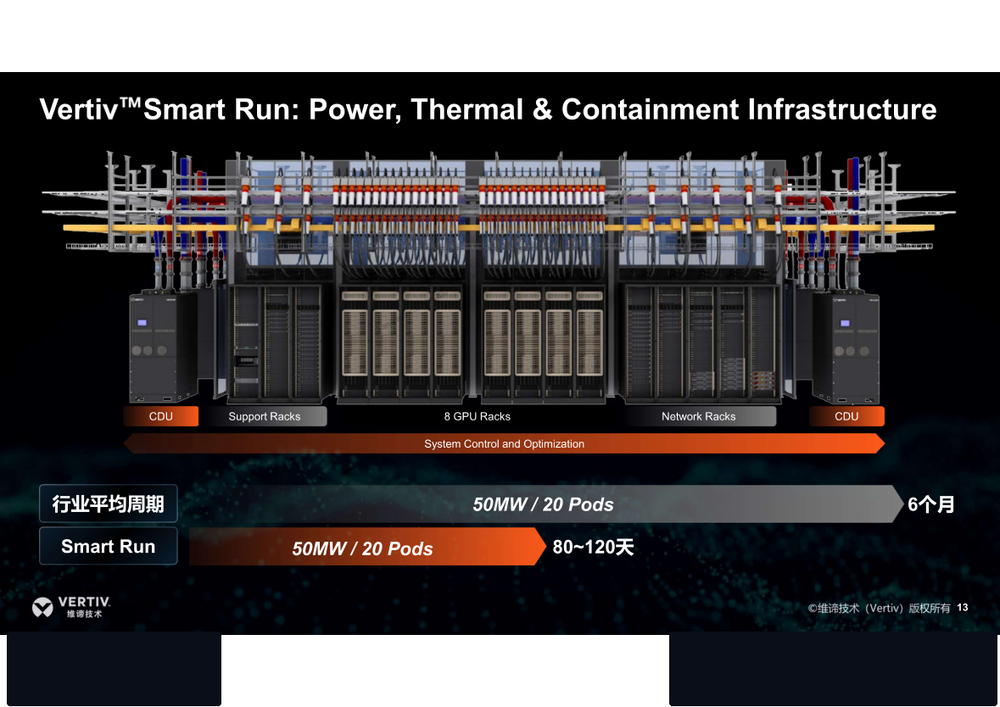 Vertiv™Smart Run: Power, Thermal & Containment Infrastructure
CDU
Support Racks
8 GPU Racks
Network Racks
CDU
System Control and Optimization
行业平均周期
50MW / 20 Pods
6个月
Smart Run
50MW / 20 Pods
80~120天
VERTIV™
维谛技术
©维谛技术（Vertiv）版权所有 13